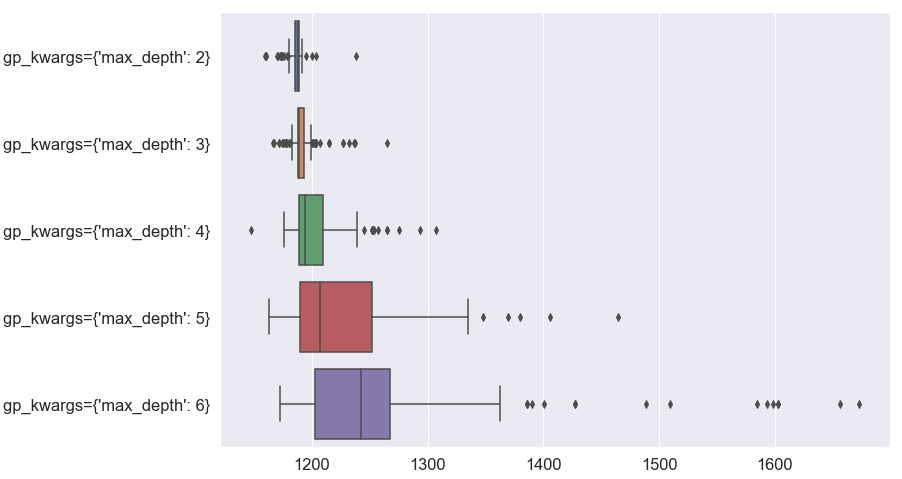 gp_kwargs={'max_depth': 2}
gp_kwargs={'max_depth': 3}
gp_kwargs={'max_depth': 4}
gp_kwargs={'max_depth': 5}
gp_kwargs={'max_depth': 6}
1200 1300 1400 1500 1600